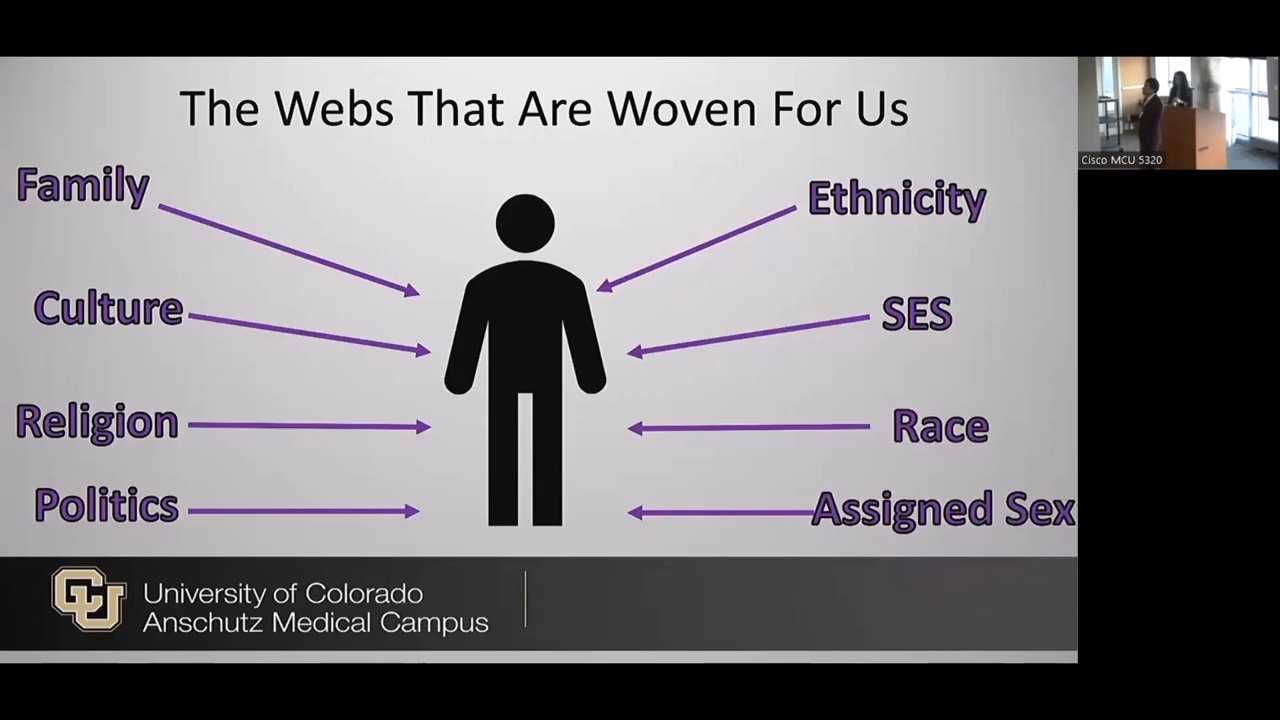 The Webs That Are Woven For Us
Family
Ethnicity
Culture
SES
Religion
Race
Politics
Assigned Sex
CU
University of Colorado
Anschutz Medical Campus
Cisco MCU 5320